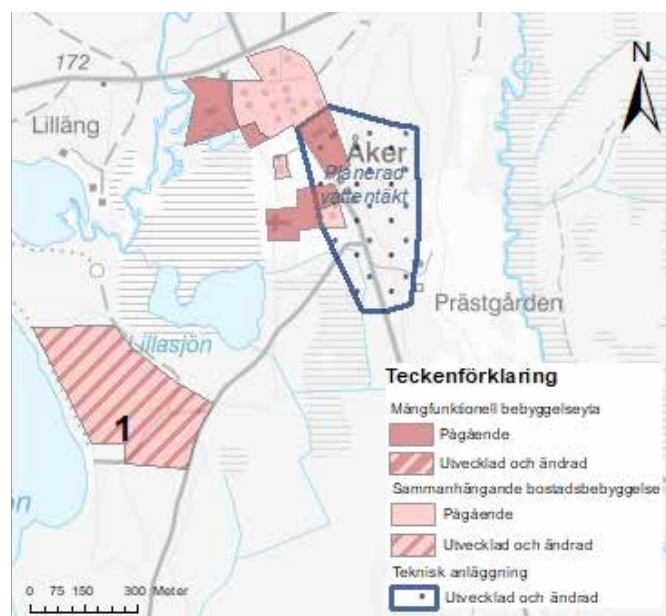 172
N
Lilläng
Åker
Planerad
vattentäkt
Prästgården
Lillasjön
1
Teckenförklaring
Mångfunktionell bebyggelseyta
Pågående
Utvecklad och ändrad
Sammanhängande bostadsbebyggelse
Pågående
Utvecklad och ändrad
Teknisk anläggning
Utvecklad och ändrad
0 75 150 300 Meter